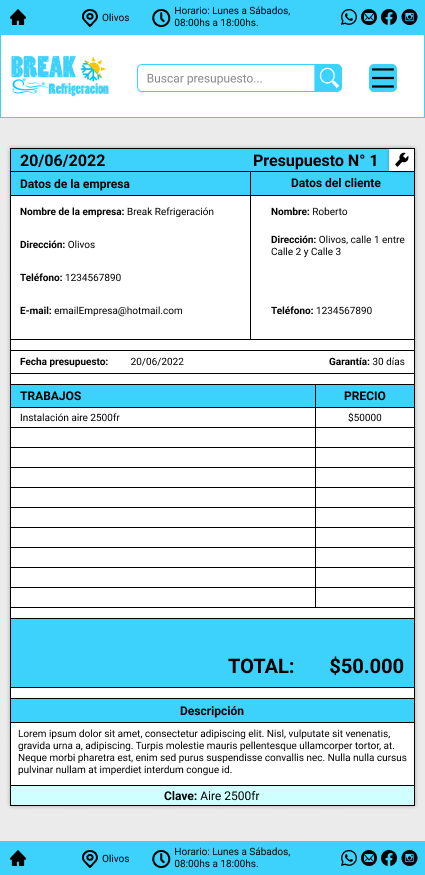 Olivos
Horario: Lunes a Sábados,
08:00hs a 18:00hs.
BREAK
Refrigeracion
Buscar presupuesto...
20/06/2022 Presupuesto N° 1
Datos de la empresa Datos del cliente
Nombre de la empresa: Break Refrigeración
Nombre: Roberto
Dirección: Olivos
Dirección: Olivos, calle 1 entre
Calle 2 y Calle 3
Teléfono: 1234567890
E-mail: emailEmpresa@hotmail.com
Teléfono: 1234567890
Fecha presupuesto: 20/06/2022 Garantía: 30 días
TRABAJOS PRECIO
Instalación aire 2500fr $50000
TOTAL: $50.000
Descripción
Lorem ipsum dolor sit amet, consectetur adipiscing elit. Nisl, vulputate sit venenatis,
gravida urna a, adipiscing. Turpis molestie mauris pellentesque ullamcorper tortor, at.
Neque morbi pharetra est, enim sed purus suspendisse convallis nec. Nulla nulla cursus
pulvinar nullam at imperdiet interdum congue id.
Clave: Aire 2500fr
Olivos
Horario: Lunes a Sábados,
08:00hs a 18:00hs.